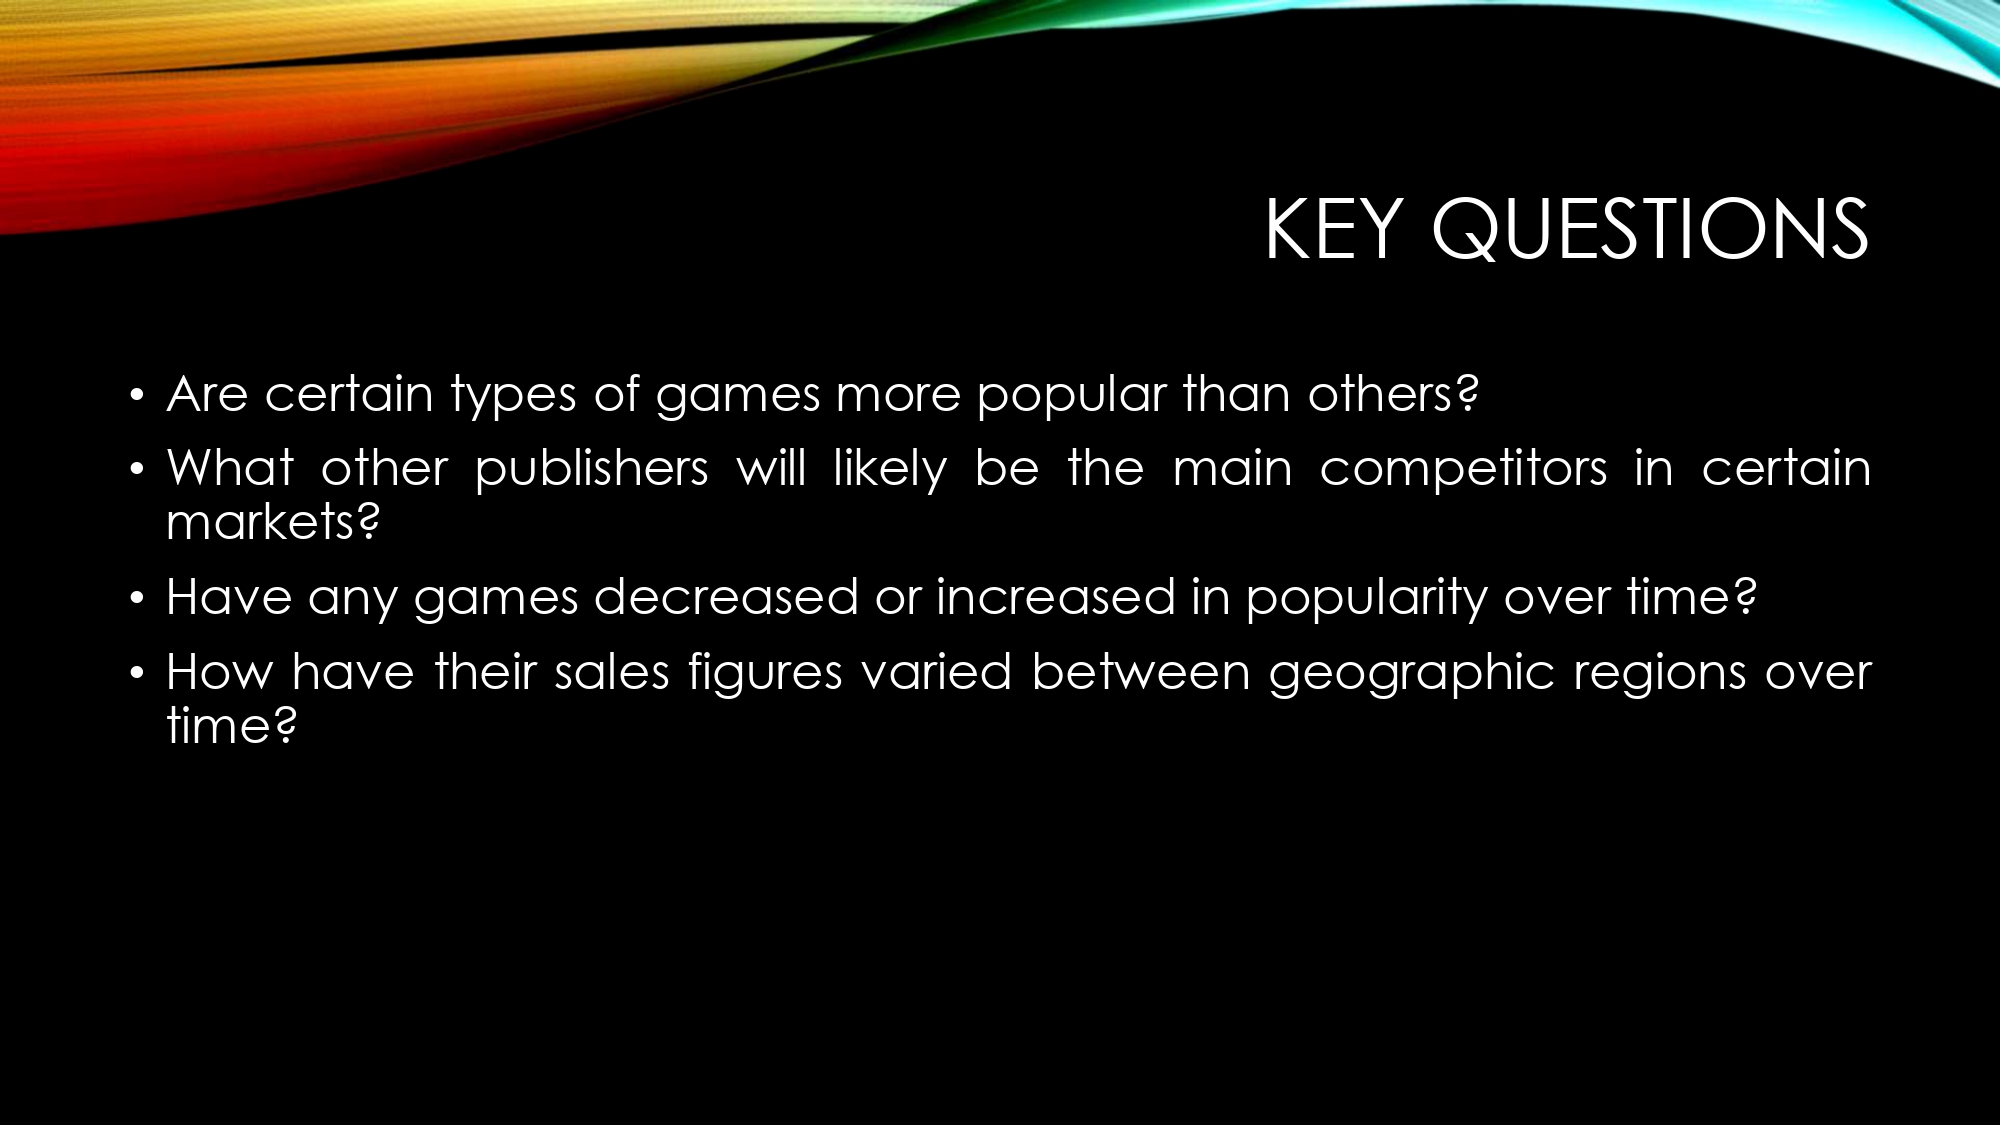 KEY QUESTIONS
• Are certain types of games more popular than others?
• What other publishers will likely be the main competitors in certain
markets?
• Have any games decreased or increased in popularity over time?
• How have their sales figures varied between geographic regions over
time?